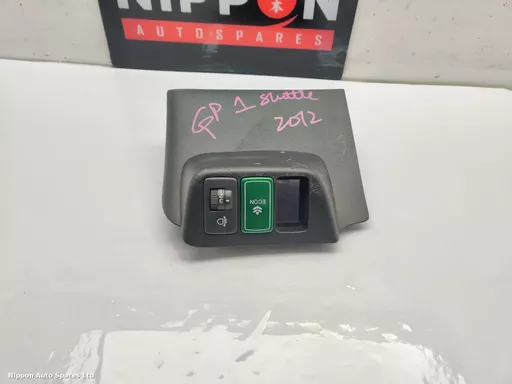 NIPPON
AUTOSPARES
GP 1 shuttle
2012
ECON
Nippon Auto Spares Ltd